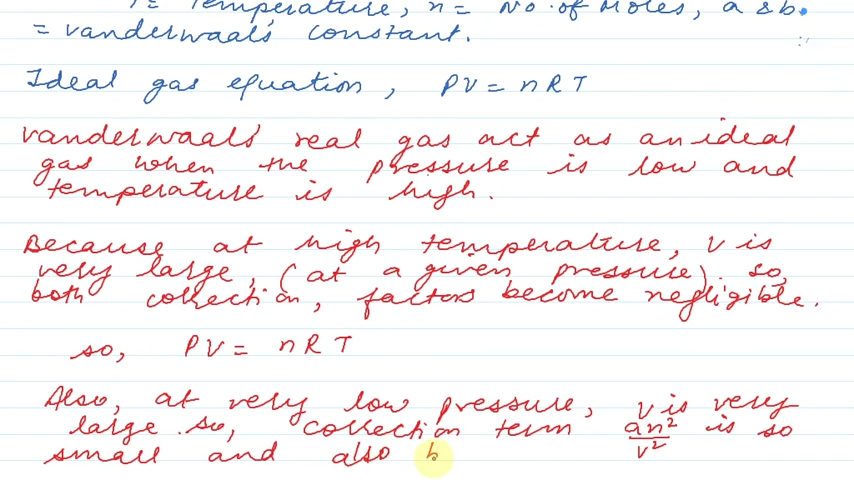 T = Temperature, n = No. of Moles, a & b.
= vanderwaal's constant.
Ideal gas equation, PV = nRT
Vanderwaal's real gas act as an ideal
gas when the pressure is low and
temperature is high.
Because at high temperature, V is
very large, (at a given pressure). So,
both correction, factors become negligible.
so, PV = nRT
Also, at very low pressure, V is very
large. So, correction term an²/V² is so
small and also b